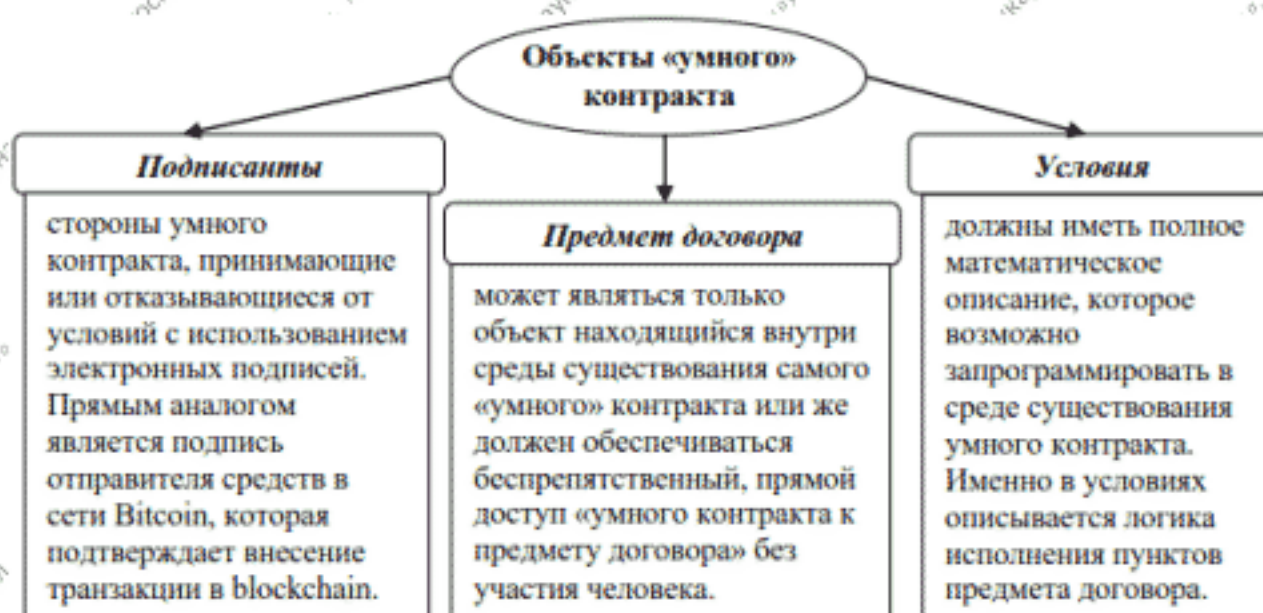 Объекты «умного»
контракта
Подписанты
стороны умного
контракта, принимающие
или отказывающиеся от
условий с использованием
электронных подписей.
Прямым аналогом
является подпись
отправителя средств в
сети Bitcoin, которая
подтверждает внесение
транзакции в blockchain.
Предмет договора
может являться только
объект находящийся внутри
среды существования самого
«умного» контракта или же
должен обеспечиваться
беспрепятственный, прямой
доступ «умного контракта к
предмету договора» без
участия человека.
Условия
должны иметь полное
математическое
описание, которое
возможно
запрограммировать в
среде существования
умного контракта.
Именно в условиях
описывается логика
исполнения пунктов
предмета договора.